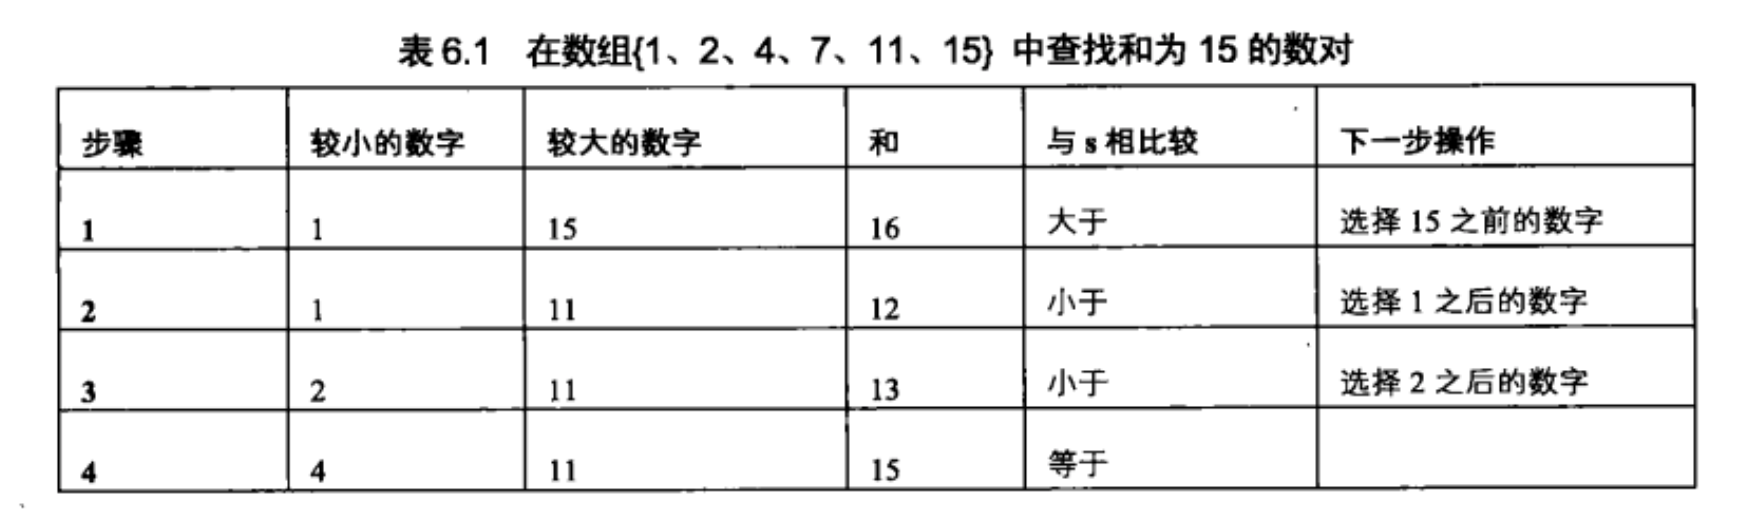 表 6.1 在数组{1、2、4、7、11、15} 中查找和为 15 的数对
步骤 较小的数字 较大的数字 和 与 s 相比较 下一步操作
1 1 15 16 大于 选择 15 之前的数字
2 1 11 12 小于 选择 1 之后的数字
3 2 11 13 小于 选择 2 之后的数字
4 4 11 15 等于